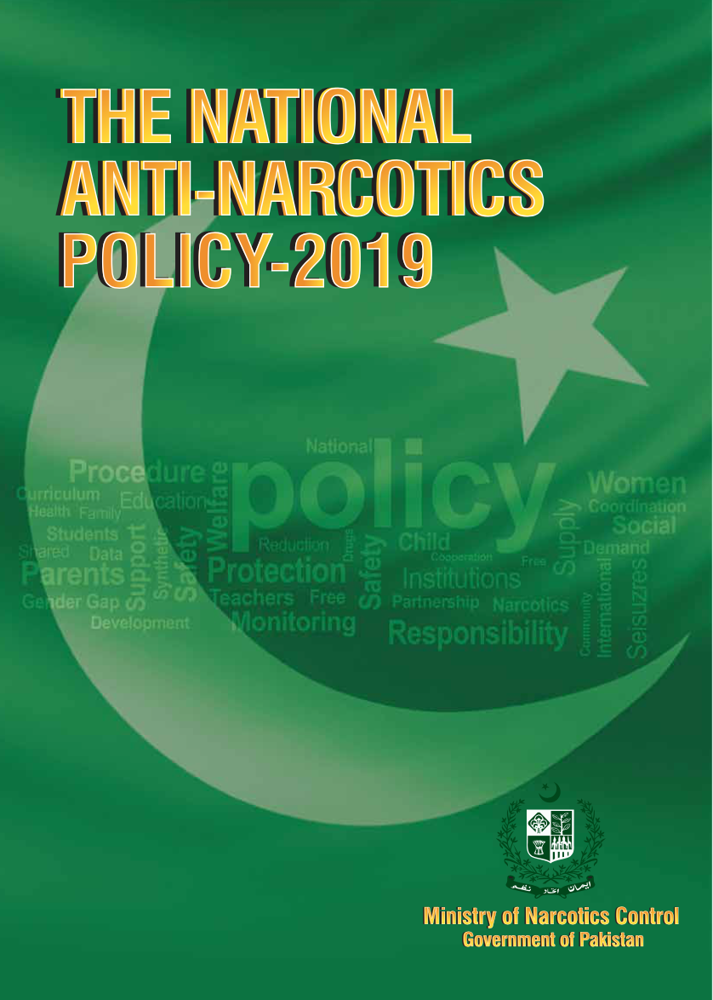 THE NATIONAL
ANTI-NARCOTICS
POLICY-2019
National
policy
Procedure
Curriculum
Education
Health
Family
Students
Shared
Data
Parents
Gender Gap
Development
Support
Synthetic
Safety
Welfare
Reduction
Drugs
Protection
Teachers
Free
Monitoring
Safety
Child
Cooperation
Free
Institutions
Partnership
Narcotics
Responsibility
Supply
Women
Coordination
Social
Demand
Community
International
Seisuzres
ایمان اتحاد نظم
Ministry of Narcotics Control
Government of Pakistan